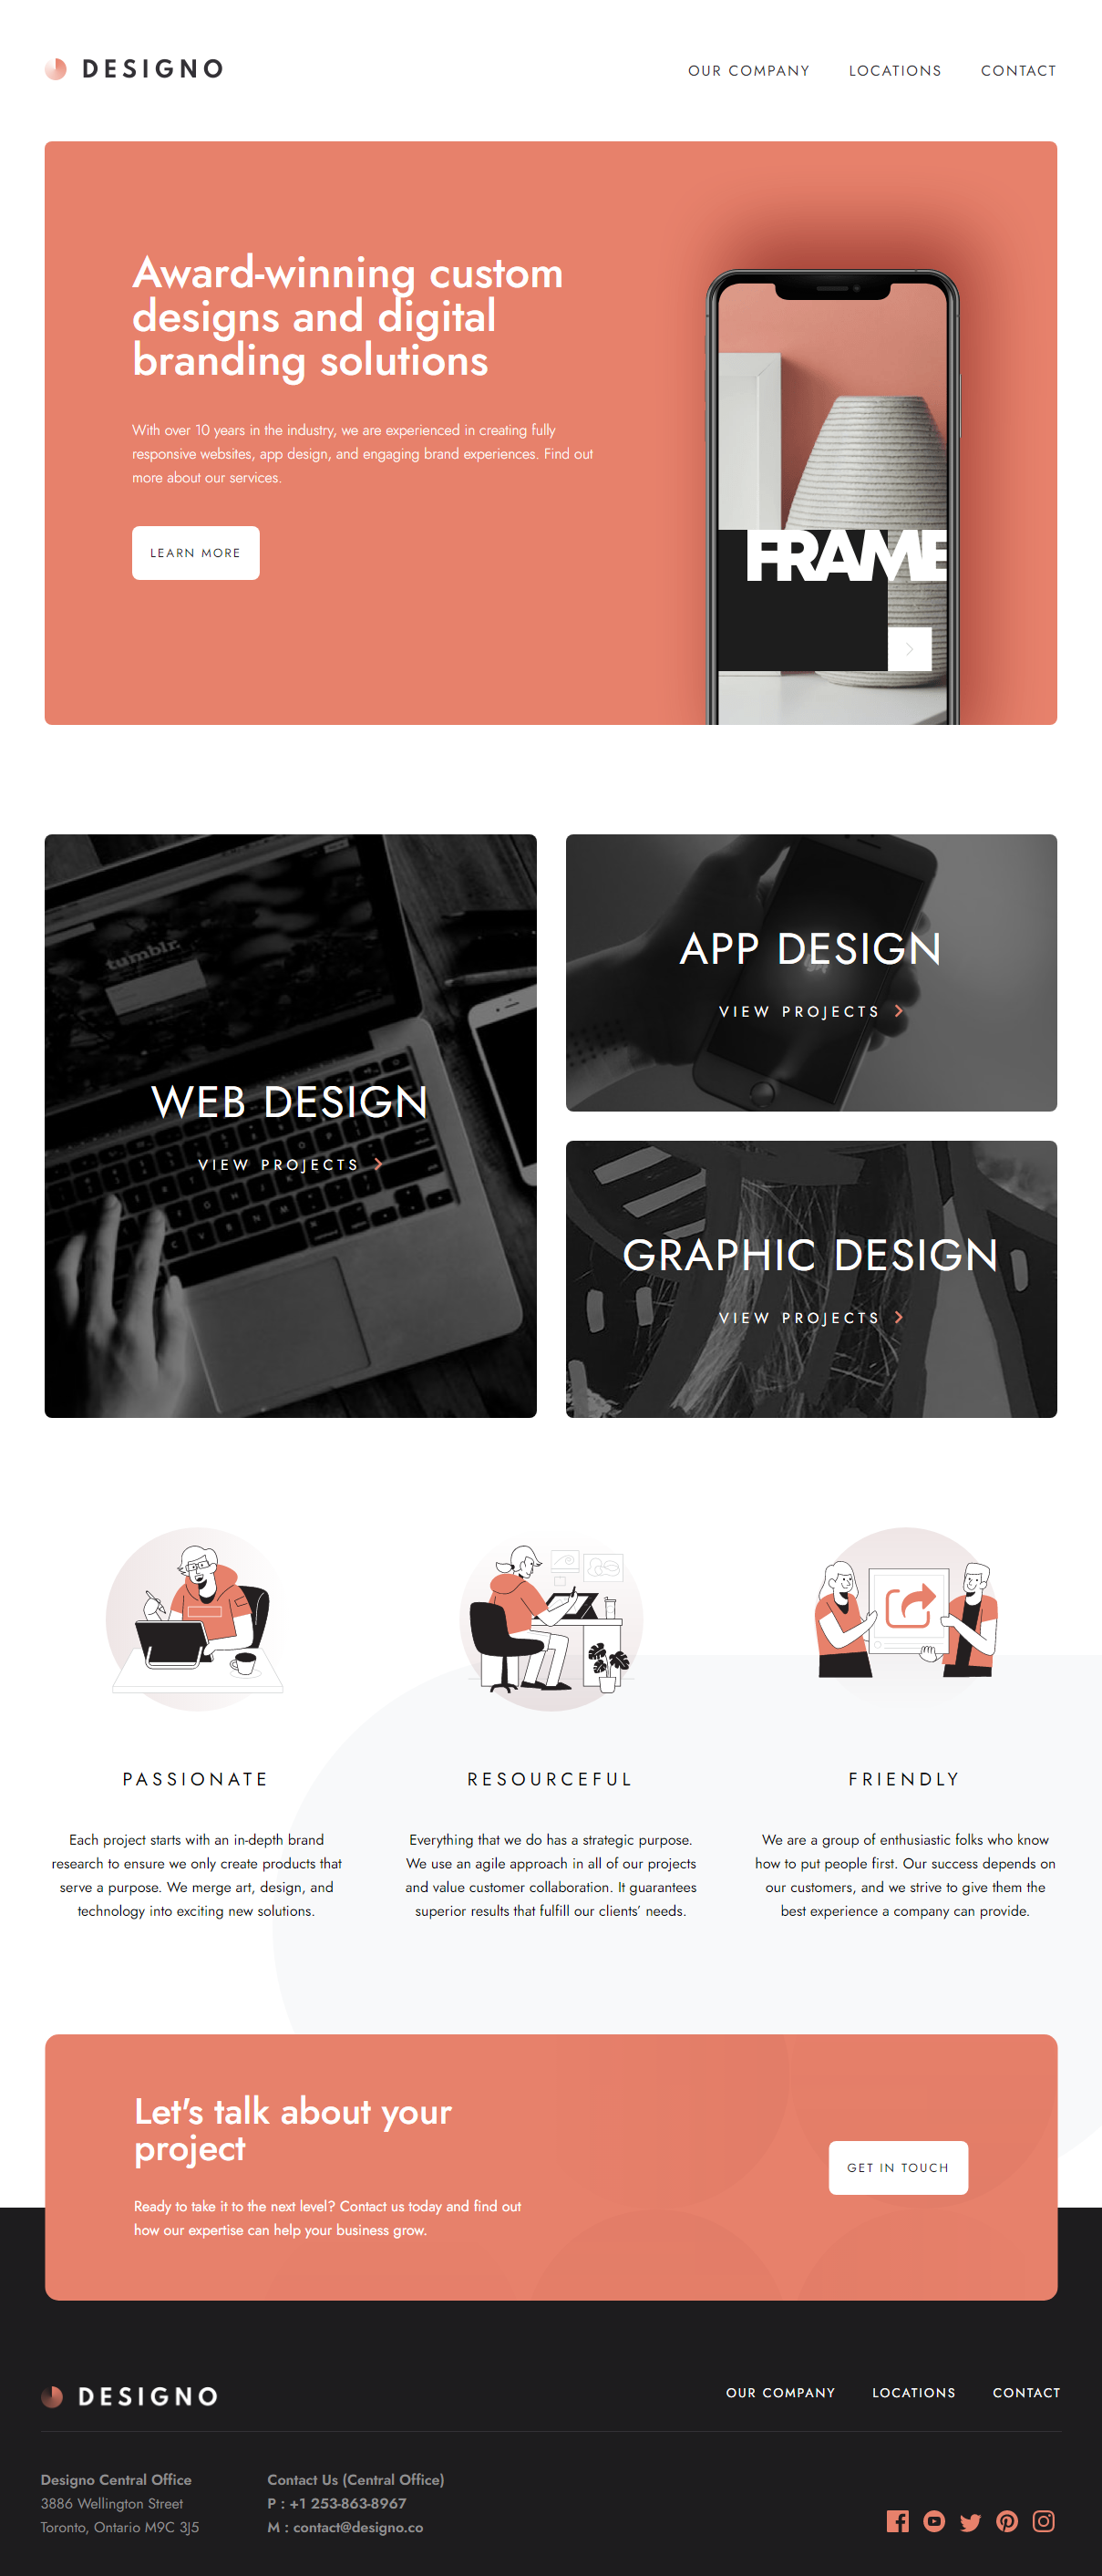 DESIGNO
OUR COMPANY LOCATIONS CONTACT
Award-winning custom
designs and digital
branding solutions
With over 10 years in the industry, we are experienced in creating fully
responsive websites, app design, and engaging brand experiences. Find out
more about our services.
LEARN MORE
FRAME
tumblr.
WEB DESIGN
VIEW PROJECTS
APP DESIGN
VIEW PROJECTS
GRAPHIC DESIGN
VIEW PROJECTS
PASSIONATE
Each project starts with an in-depth brand
research to ensure we only create products that
serve a purpose. We merge art, design, and
technology into exciting new solutions.
RESOURCEFUL
Everything that we do has a strategic purpose.
We use an agile approach in all of our projects
and value customer collaboration. It guarantees
superior results that fulfill our clients’ needs.
FRIENDLY
We are a group of enthusiastic folks who know
how to put people first. Our success depends on
our customers, and we strive to give them the
best experience a company can provide.
Let's talk about your
project
Ready to take it to the next level? Contact us today and find out
how our expertise can help your business grow.
GET IN TOUCH
DESIGNO
OUR COMPANY LOCATIONS CONTACT
Designo Central Office
3886 Wellington Street
Toronto, Ontario M9C 3J5
Contact Us (Central Office)
P : +1 253-863-8967
M : contact@designo.co